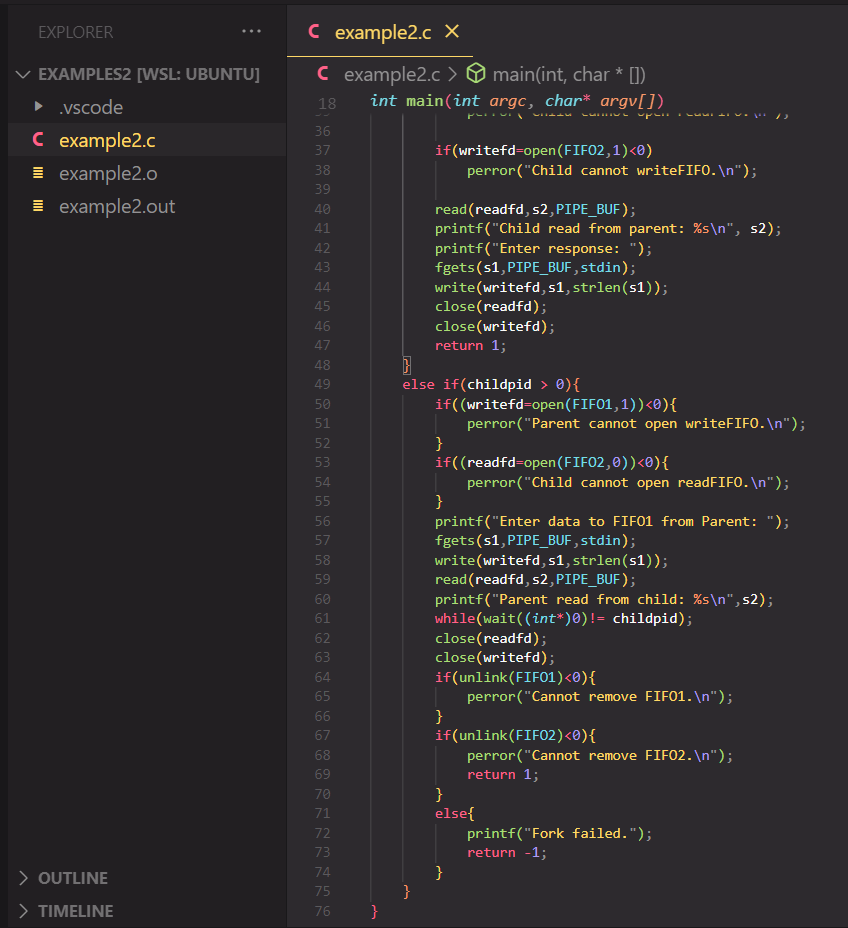 EXPLORER ···
EXAMPLES2 [WSL: UBUNTU]
.vscode
C example2.c
example2.o
example2.out
OUTLINE
TIMELINE
C example2.c ×
C example2.c > main(int, char * [])
18 int main(int argc, char* argv[])
35 perror("Child cannot open readFIFO.\n");
36
37 if(writefd=open(FIFO2,1)<0)
38 perror("Child cannot writeFIFO.\n");
39
40 read(readfd,s2,PIPE_BUF);
41 printf("Child read from parent: %s\n", s2);
42 printf("Enter response: ");
43 fgets(s1,PIPE_BUF,stdin);
44 write(writefd,s1,strlen(s1));
45 close(readfd);
46 close(writefd);
47 return 1;
48 }
49 else if(childpid > 0){
50 if((writefd=open(FIFO1,1))<0){
51 perror("Parent cannot open writeFIFO.\n");
52 }
53 if((readfd=open(FIFO2,0))<0){
54 perror("Child cannot open readFIFO.\n");
55 }
56 printf("Enter data to FIFO1 from Parent: ");
57 fgets(s1,PIPE_BUF,stdin);
58 write(writefd,s1,strlen(s1));
59 read(readfd,s2,PIPE_BUF);
60 printf("Parent read from child: %s\n",s2);
61 while(wait((int*)0)!= childpid);
62 close(readfd);
63 close(writefd);
64 if(unlink(FIFO1)<0){
65 perror("Cannot remove FIFO1.\n");
66 }
67 if(unlink(FIFO2)<0){
68 perror("Cannot remove FIFO2.\n");
69 return 1;
70 }
71 else{
72 printf("Fork failed.");
73 return -1;
74 }
75 }
76 }